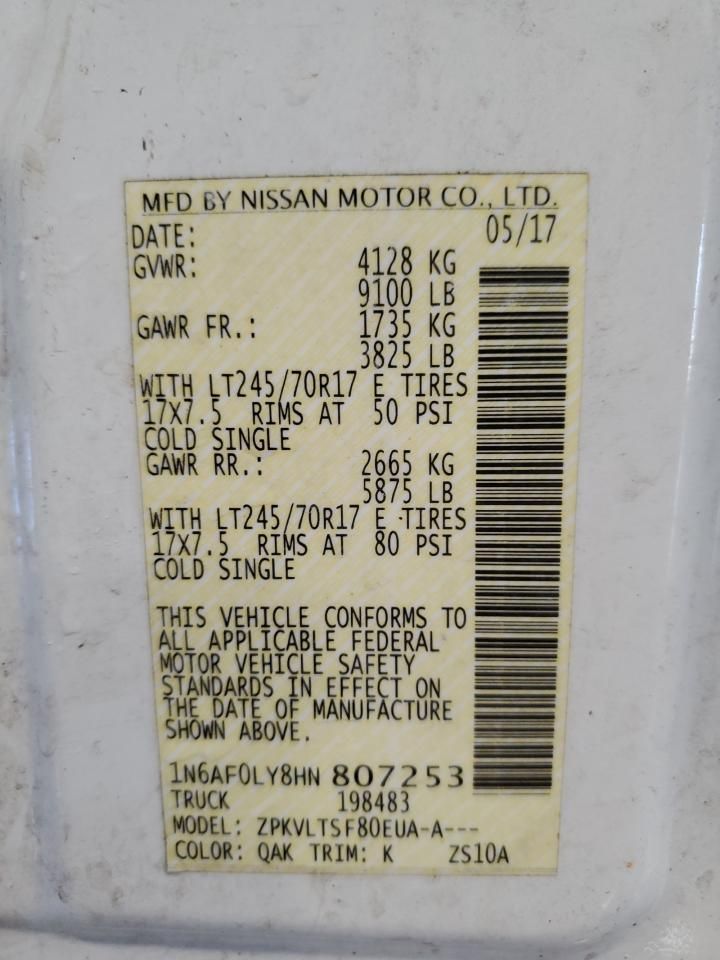 MFD BY NISSAN MOTOR CO., LTD.
DATE: 05/17
GVWR: 4128 KG
9100 LB
GAWR FR.: 1735 KG
3825 LB
WITH LT245/70R17 E TIRES
17X7.5 RIMS AT 50 PSI
COLD SINGLE
GAWR RR.: 2665 KG
5875 LB
WITH LT245/70R17 E TIRES
17X7.5 RIMS AT 80 PSI
COLD SINGLE
THIS VEHICLE CONFORMS TO
ALL APPLICABLE FEDERAL
MOTOR VEHICLE SAFETY
STANDARDS IN EFFECT ON
THE DATE OF MANUFACTURE
SHOWN ABOVE.
1N6AF0LY8HN 807253
TRUCK 198483
MODEL: ZPKVLTSF80EUA-A---
COLOR: QAK TRIM: K ZS10A